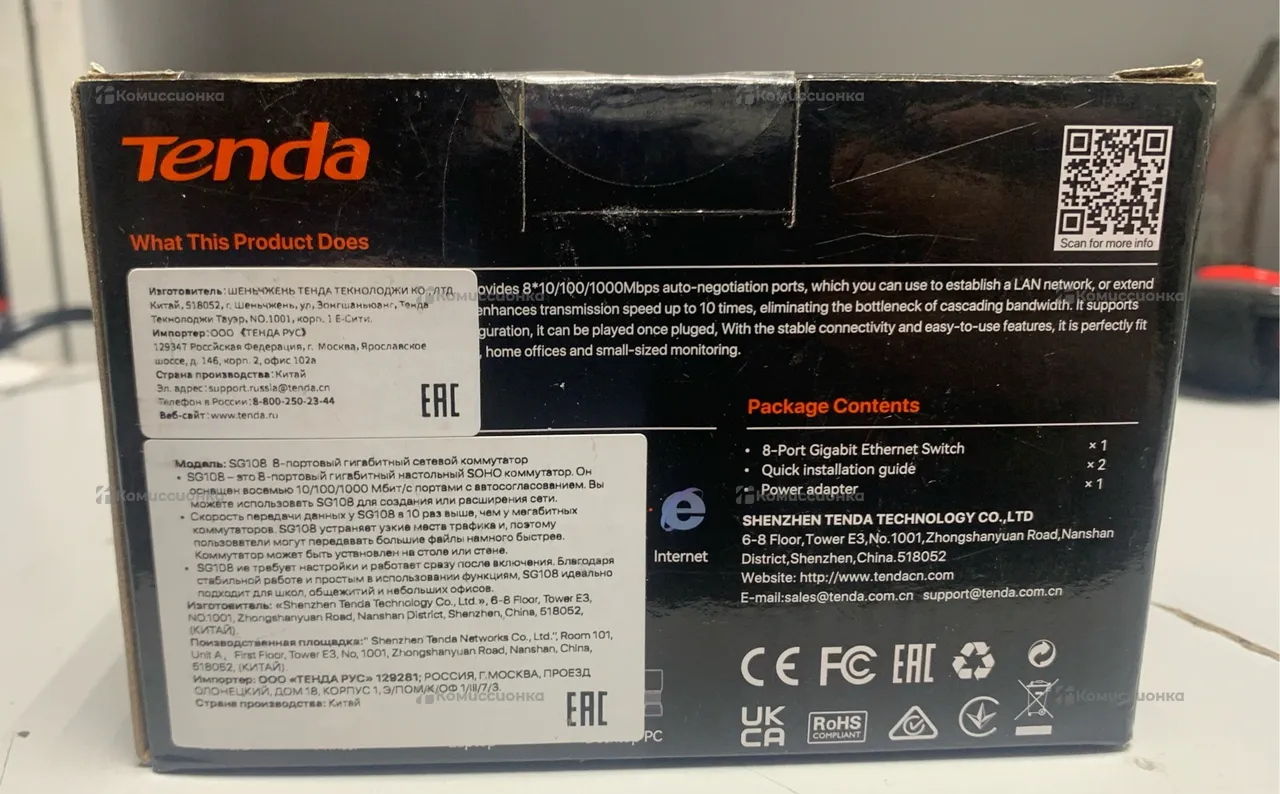 Комиссионка
Комиссионка
Tenda
Scan for more info
What This Product Does
ovides 8*10/100/1000Mbps auto-negotiation ports, which you can use to establish a LAN network, or extend
enhances transmission speed up to 10 times, eliminating the bottleneck of cascading bandwidth. It supports
guration, it can be played once pluged, With the stable connectivity and easy-to-use features, it is perfectly fit
, home offices and small-sized monitoring.
Изготовитель: ШЕНЬЧЖЕНЬ ТЕНДА ТЕКНОЛОДЖИ КО., ЛТД
Китай, 518052, г. Шеньчжень, ул, Зонгшаньюанг, Тенда
Текнолоджи Тауэр, NO.1001, корп. 1 Е-Сити.
Импортер: ООО《ТЕНДА РУС》
129347 Российская Федерация, г. Москва, Ярославское
шоссе, д. 146, корп. 2, офис 102а
Страна производства: Китай
Эл. адрес: support.russia@tenda.cn
Телефон в России: 8-800-250-23-44
Веб-сайт: www.tenda.ru
EAC
Комиссионка
Комиссионка
Package Contents
• 8-Port Gigabit Ethernet Switch × 1
• Quick installation guide × 2
• Power adapter × 1
Модель: SG108 8-портовый гигабитный сетевой коммутатор
• SG108 – это 8-портовый гигабитный настольный SOHO коммутатор. Он
оснащен восемью 10/100/1000 Мбит/с портами с автосогласованием. Вы
можете использовать SG108 для создания или расширения сети.
• Скорость передачи данных у SG108 в 10 раз выше, чем у мегабитных
коммутаторов. SG108 устраняет узкие места трафика и, поэтому
пользователи могут передавать большие файлы намного быстрее.
Коммутатор может быть установлен на столе или стене.
• SG108 не требует настройки и работает сразу после включения. Благодаря
стабильной работе и простым в использовании функциям, SG108 идеально
подходит для школ, общежитий и небольших офисов.
Изготовитель: «Shenzhen Tenda Technology Co., Ltd.», 6-8 Floor, Tower E3,
NO.1001, Zhongshanyuan Road, Nanshan District, Shenzhen, China, 518052,
(КИТАЙ).
Производственная площадка:" Shenzhen Tenda Networks Co., Ltd.", Room 101,
Unit A, First Floor, Tower E3, No, 1001, Zhongshanyuan Road, Nanshan, China,
518052, (КИТАЙ).
Импортер: ООО «ТЕНДА РУС» 129281; РОССИЯ, Г.МОСКВА, ПРОЕЗД
ОЛОНЕЦКИЙ, ДОМ 18, КОРПУС 1, Э/ПОМ/К/ОФ 1/III/7/3.
Страна производства: Китай
EAC
Комиссионка
Комиссионка
Internet
PC
SHENZHEN TENDA TECHNOLOGY CO.,LTD
6-8 Floor,Tower E3,No.1001,Zhongshanyuan Road,Nanshan
District,Shenzhen,China.518052
Website: http://www.tendacn.com
E-mail:sales@tenda.com.cn support@tenda.com.cn
CE FC EAC
UK
CA
RoHS
COMPLIANT
Комиссионка
Комиссионка